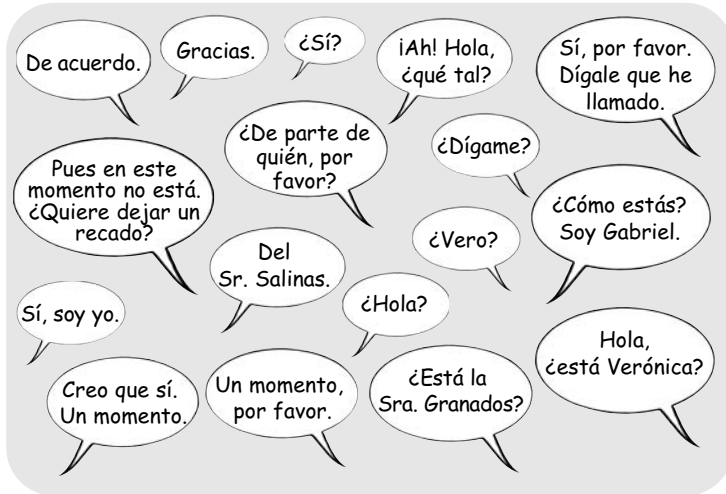 De acuerdo.
Gracias.
¿Sí?
¡Ah! Hola,
¿qué tal?
Sí, por favor.
Dígale que he
llamado.
Pues en este
momento no está.
¿Quiere dejar un
recado?
¿De parte de
quién, por
favor?
¿Dígame?
¿Cómo estás?
Soy Gabriel.
Del
Sr. Salinas.
¿Vero?
Sí, soy yo.
¿Hola?
Hola,
¿está Verónica?
Creo que sí.
Un momento.
Un momento,
por favor.
¿Está la
Sra. Granados?